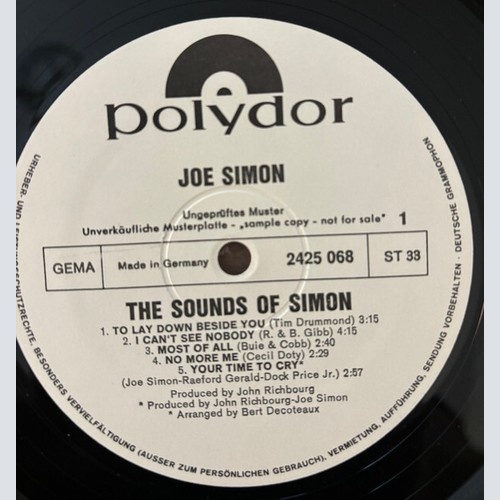 polydor
JOE SIMON
Ungeprüftes Muster
Unverkäufliche Musterplatte - „sample copy - not for sale" 1
GEMA
Made in Germany
2425 068
ST 33
THE SOUNDS OF SIMON
1. TO LAY DOWN BESIDE YOU (Tim Drummond) 3:15
2. I CAN'T SEE NOBODY (R. & B. Gibb) 4:15
3. MOST OF ALL (Buie & Cobb) 2:40
4. NO MORE ME (Cecil Doty) 2:29
5. YOUR TIME TO CRY*
(Joe Simon-Raeford Gerald-Dock Price Jr.) 2:57
Produced by John Richbourg
* Produced by John Richbourg-Joe Simon
* Arranged by Bert Decoteaux
URHEBER- UND BESONDERS VERVIELFÄLTIGUNG (AUSSER ZUM PERSÖNLICHEN GEBRAUCH), VERMIETUNG, AUFFÜHRUNG, SENDUNG VORBEHALTEN · DEUTSCHE GRAMMOPHON